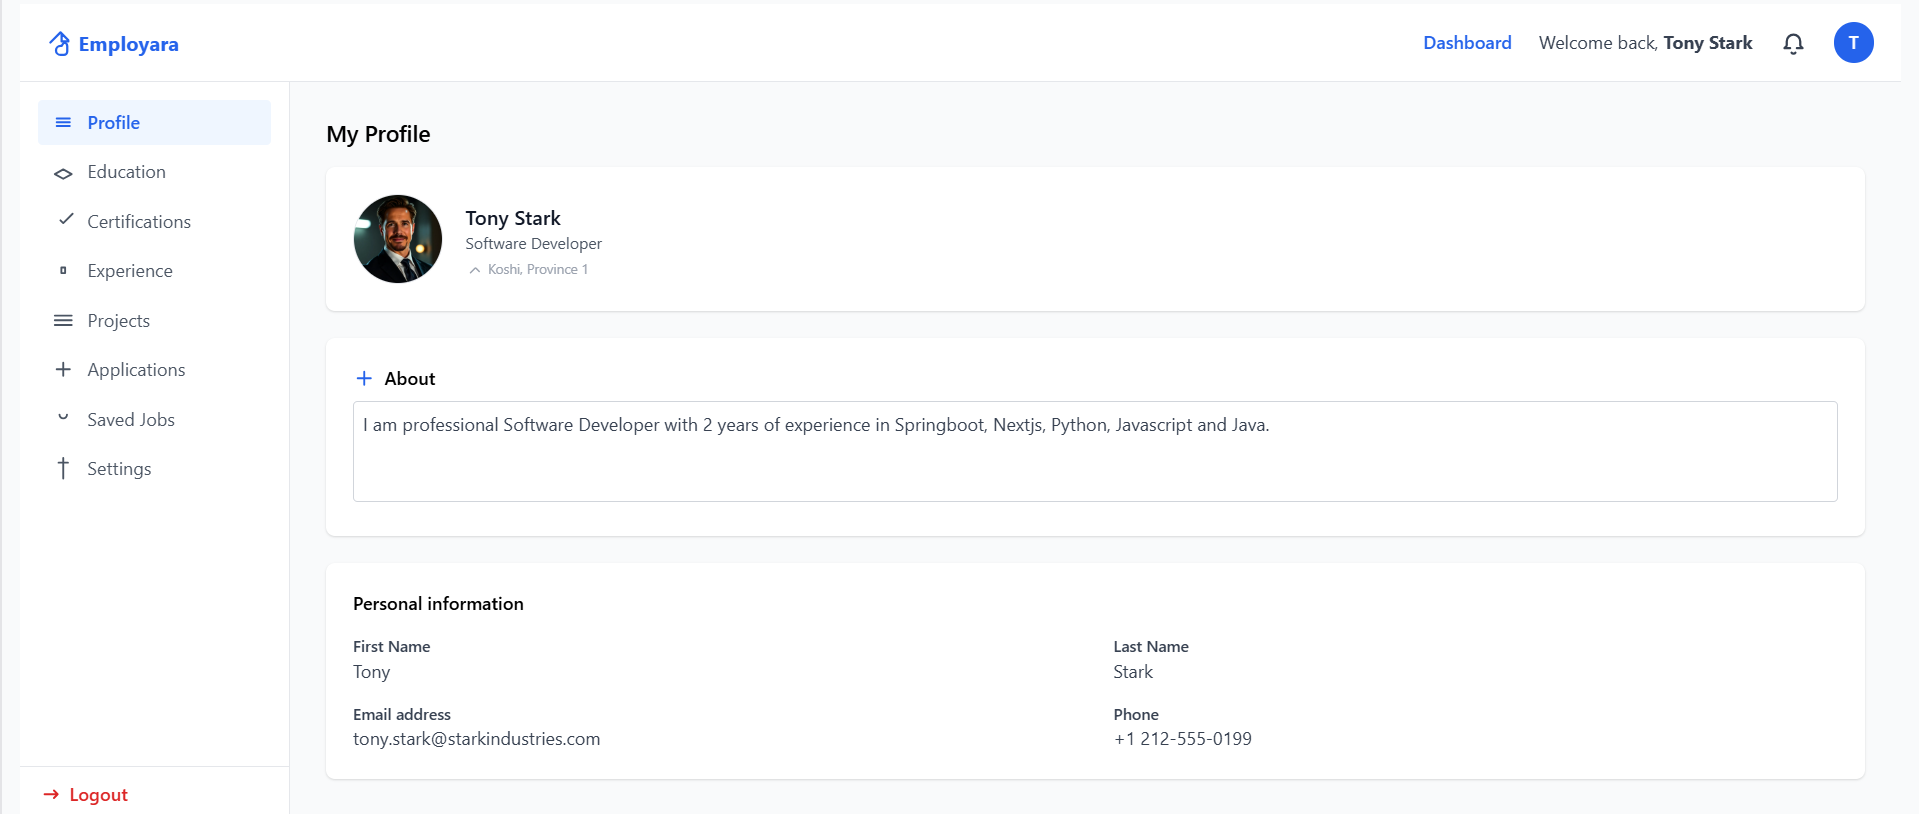 Employara
Dashboard
Welcome back, Tony Stark
T
Profile
Education
Certifications
Experience
Projects
Applications
Saved Jobs
Settings
Logout
My Profile
Tony Stark
Software Developer
Koshi, Province 1
About
I am professional Software Developer with 2 years of experience in Springboot, Nextjs, Python, Javascript and Java.
Personal information
First Name
Tony
Last Name
Stark
Email address
tony.stark@starkindustries.com
Phone
+1 212-555-0199